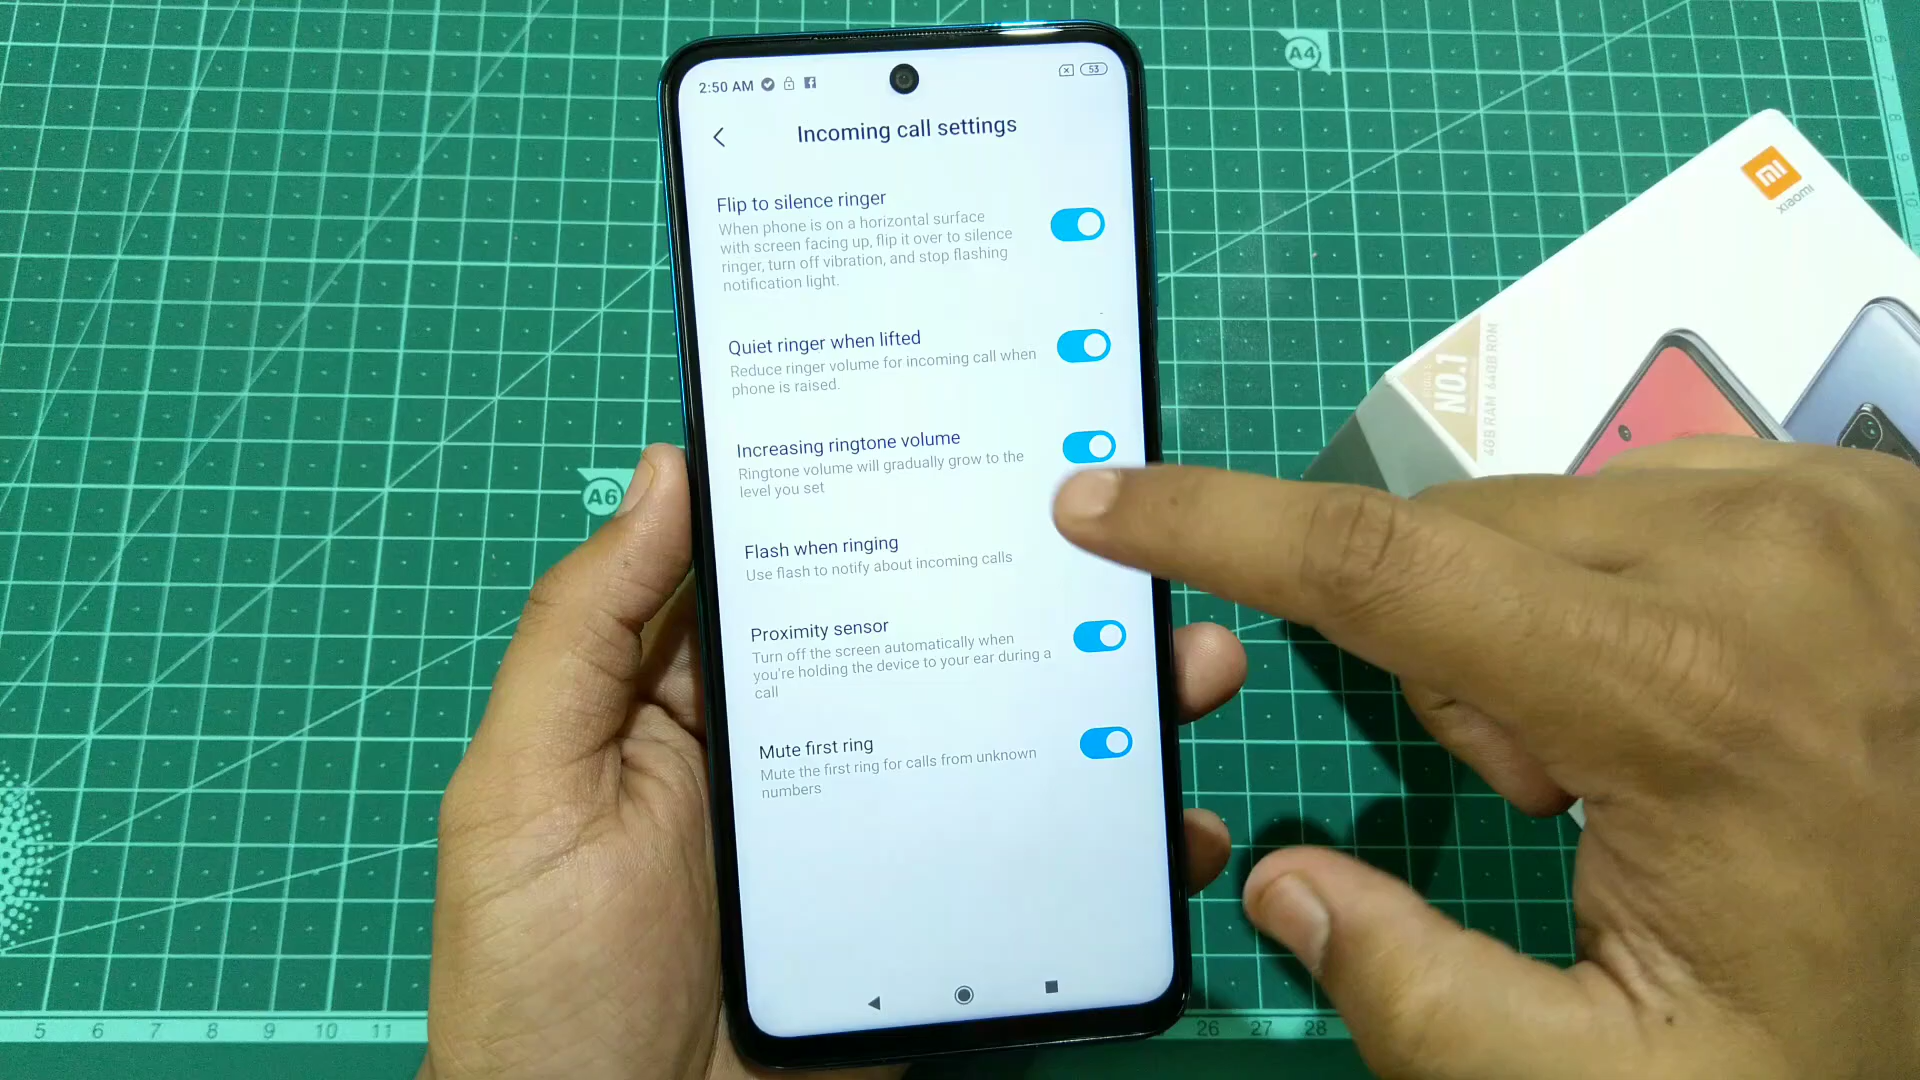 2:50 AM
53
Incoming call settings
Flip to silence ringer
When phone is on a horizontal surface
with screen facing up, flip it over to silence
ringer, turn off vibration, and stop flashing
notification light.
Quiet ringer when lifted
Reduce ringer volume for incoming call when
phone is raised.
Increasing ringtone volume
Ringtone volume will gradually grow to the
level you set
Flash when ringing
Use flash to notify about incoming calls
Proximity sensor
Turn off the screen automatically when
you're holding the device to your ear during a
call
Mute first ring
Mute the first ring for calls from unknown
numbers
A4
A6
mi
xiaomi
NO.1
4GB RAM 64GB ROM
5 6 7 8 9 10 11
26 27 28